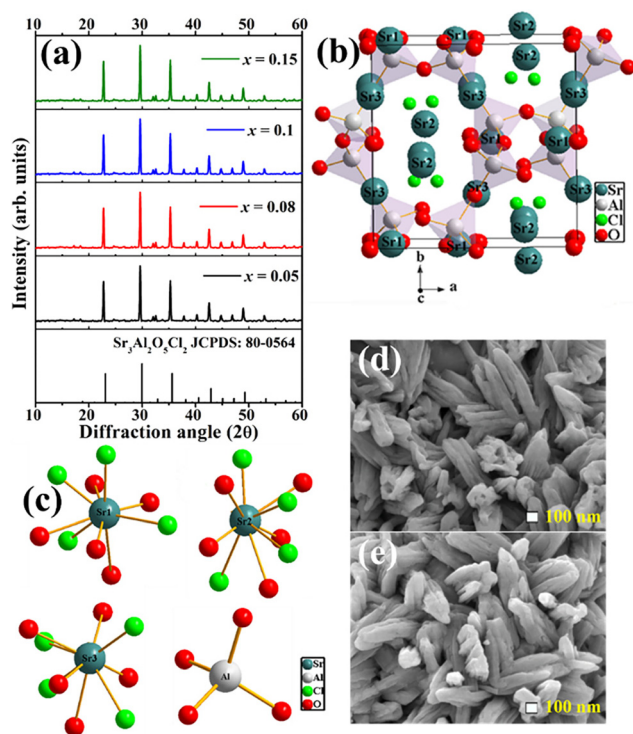 (a)
x = 0.15
x = 0.1
x = 0.08
x = 0.05
Sr₃Al₂O₅Cl₂ JCPDS: 80-0564
Intensity (arb. units)
10 20 30 40 50 60
10 20 30 40 50 60
Diffraction angle (2θ)
(b)
Sr1 Sr1 Sr2
Sr2
Sr3 Sr3 Sr3
Sr2
Sr1 Sr1
Sr2
Sr3 Sr3 Sr3
Sr2
Sr1 Sr1 Sr2
b
c a
Sr
Al
Cl
O
(c)
Sr1
Sr2
Sr3
Al
Sr
Al
Cl
O
(d)
100 nm
(e)
100 nm